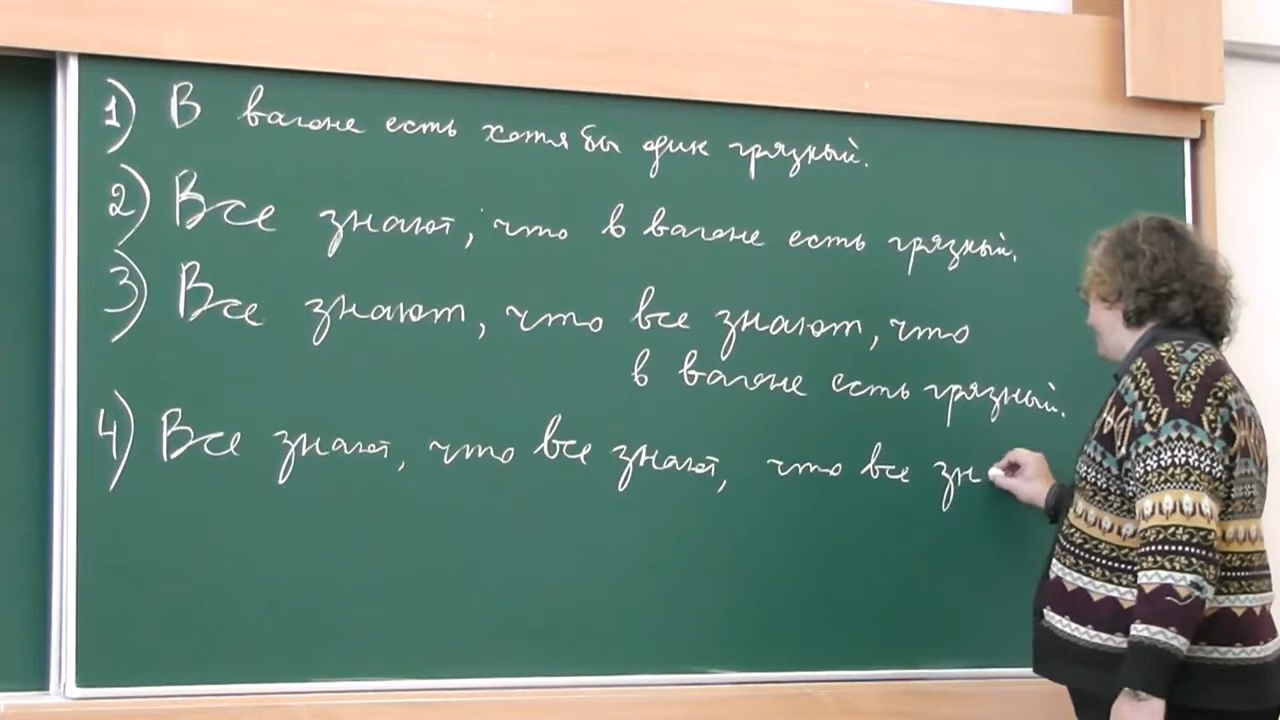 1) В вагоне есть хотя бы один грязный.
2) Все знают, что в вагоне есть грязный.
3) Все знают, что все знают, что
в вагоне есть грязный.
4) Все знают, что все знают, что все зн